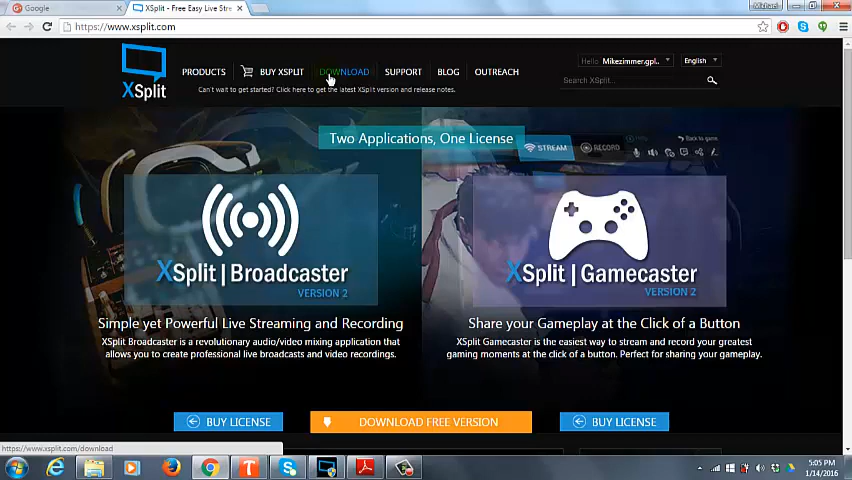 Google
XSplit - Free Easy Live Stre
Michael
https://www.xsplit.com
XSplit
PRODUCTS
BUY XSPLIT
DOWNLOAD
SUPPORT
BLOG
OUTREACH
Can't wait to get started? Click here to get the latest XSplit version and release notes.
Hello Mikezimmer.gpl..
English
Search XSplit...
Two Applications, One License
STREAM
RECORD
Back to game
XSplit | Broadcaster
VERSION 2
XSplit | Gamecaster
VERSION 2
Simple yet Powerful Live Streaming and Recording
XSplit Broadcaster is a revolutionary audio/video mixing application that
allows you to create professional live broadcasts and video recordings.
Share your Gameplay at the Click of a Button
XSplit Gamecaster is the easiest way to stream and record your greatest
gaming moments at the click of a button. Perfect for sharing your gameplay.
BUY LICENSE
DOWNLOAD FREE VERSION
BUY LICENSE
https://www.xsplit.com/download
5:05 PM
1/14/2016